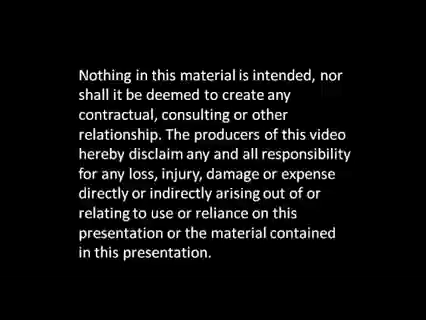 Nothing in this material is intended, nor
shall it be deemed to create any
contractual, consulting or other
relationship. The producers of this video
hereby disclaim any and all responsibility
for any loss, injury, damage or expense
directly or indirectly arising out of or
relating to use or reliance on this
presentation or the material contained
in this presentation.